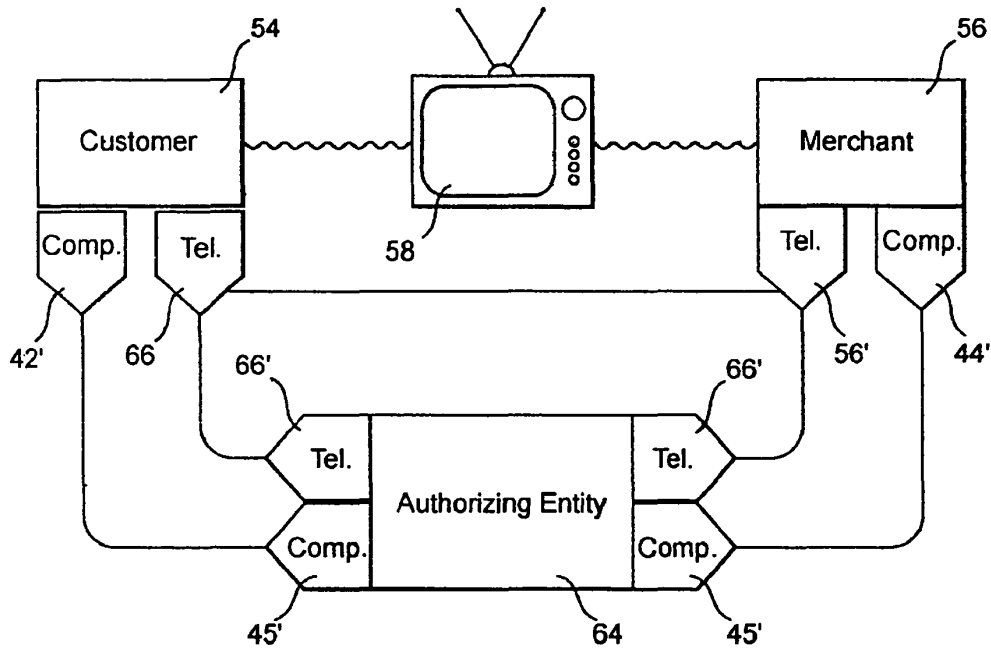 54
56
Customer
Merchant
58
Comp.
Tel.
Tel.
Comp.
42'
66
56'
44'
66'
66'
Tel.
Tel.
Authorizing Entity
Comp.
Comp.
45'
64
45'